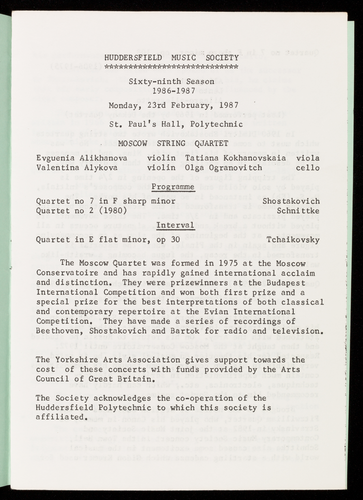 HUDDERSFIELD MUSIC SOCIETY
****************************
Sixty-ninth Season
1986-1987
Monday, 23rd February, 1987
St. Paul's Hall, Polytechnic
MOSCOW STRING QUARTET
Evguenia Alikhanova violin Tatiana Kokhanovskaia viola
Valentina Alykova violin Olga Ogranovitch cello
Programme
Quartet no 7 in F sharp minor Shostakovich
Quartet no 2 (1980) Schnittke
Interval
Quartet in E flat minor, op 30 Tchaikovsky
The Moscow Quartet was formed in 1975 at the Moscow
Conservatoire and has rapidly gained international acclaim
and distinction. They were prizewinners at the Budapest
International Competition and won both first prize and a
special prize for the best interpretations of both classical
and contemporary repertoire at the Evian International
Competition. They have made a series of recordings of
Beethoven, Shostakovich and Bartok for radio and television.
The Yorkshire Arts Association gives support towards the
cost of these concerts with funds provided by the Arts
Council of Great Britain.
The Society acknowledges the co-operation of the
Huddersfield Polytechnic to which this society is
affiliated.